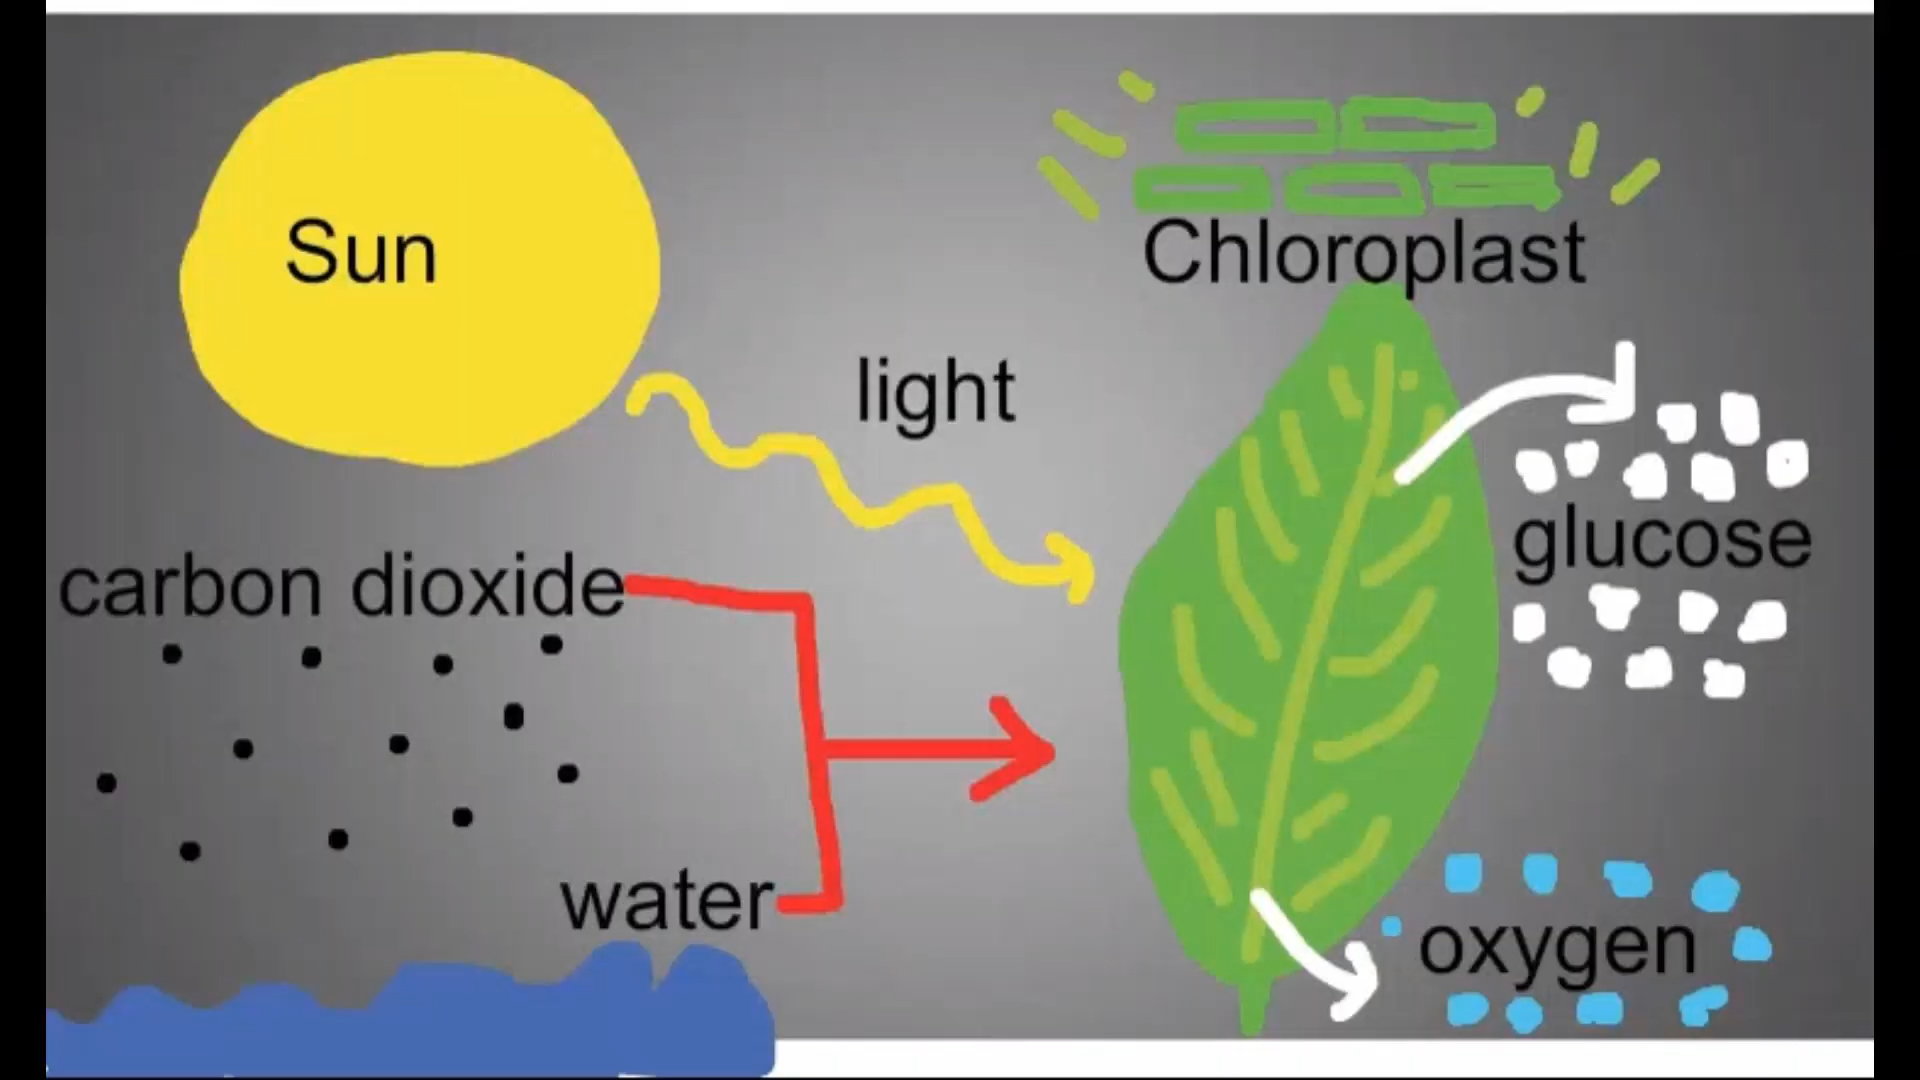 Sun
Chloroplast
light
carbon dioxide
glucose
water
oxygen